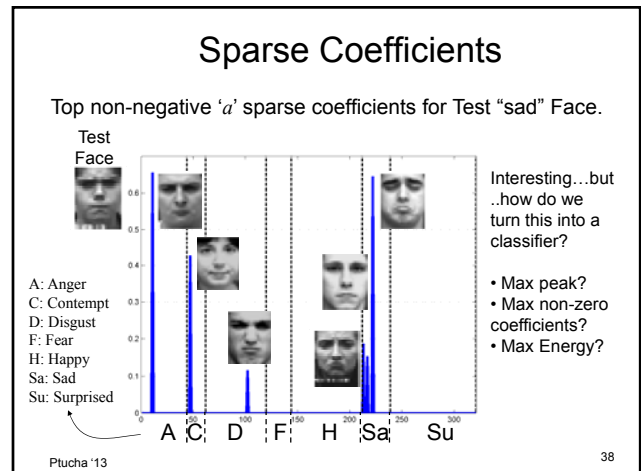 Sparse Coefficients
Top non-negative ‘a’ sparse coefficients for Test “sad” Face.
Test
Face
A: Anger
C: Contempt
D: Disgust
F: Fear
H: Happy
Sa: Sad
Su: Surprised
0.7
0.6
0.5
0.4
0.3
0.2
0.1
0
0 50 100 150 200 250 300
A C D F H Sa Su
Interesting…but
..how do we
turn this into a
classifier?
• Max peak?
• Max non-zero
coefficients?
• Max Energy?
Ptucha ‘13
38